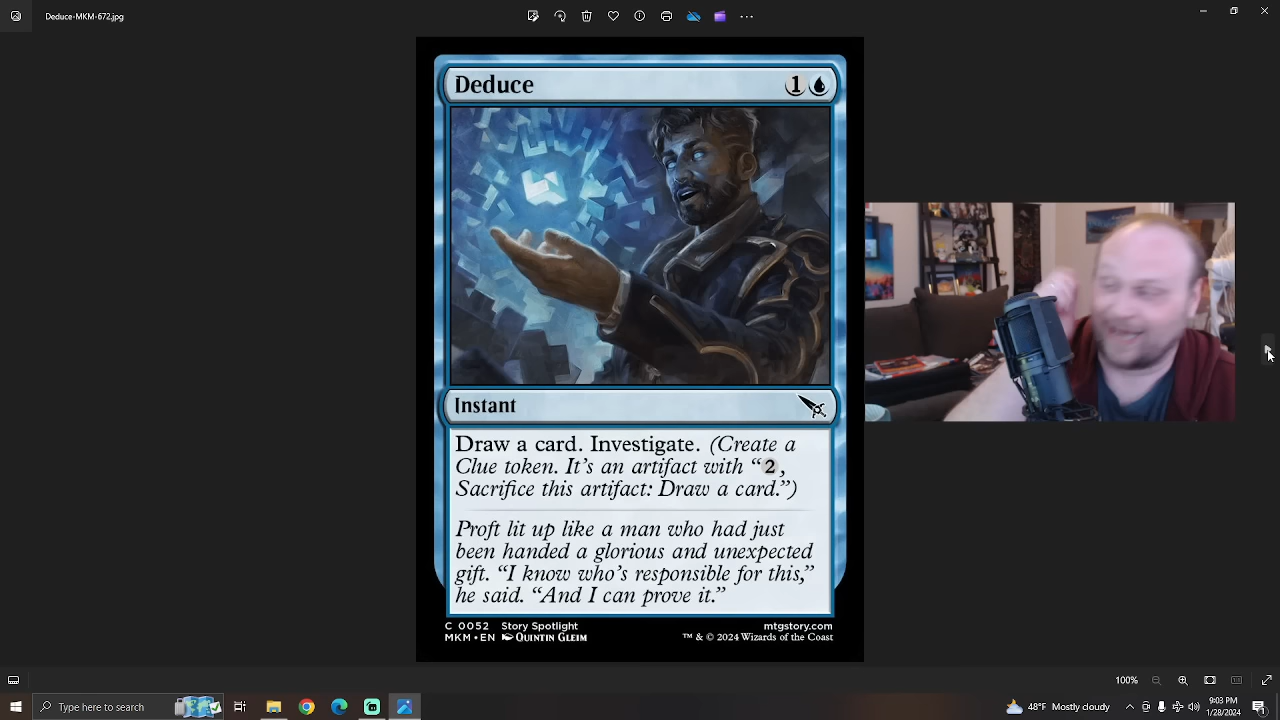 Deduce-MKM-672.jpg
Deduce 1
Instant
Draw a card. Investigate. (Create a
Clue token. It's an artifact with “2,
Sacrifice this artifact: Draw a card.”)
Proft lit up like a man who had just
been handed a glorious and unexpected
gift. “I know who's responsible for this,”
he said. “And I can prove it.”
C 0052 Story Spotlight
mtgstory.com
MKM • EN Quintin Gleim
™ & © 2024 Wizards of the Coast
100%
Type here to search
48°F Mostly cloudy
9:03 PM
1/28/2024